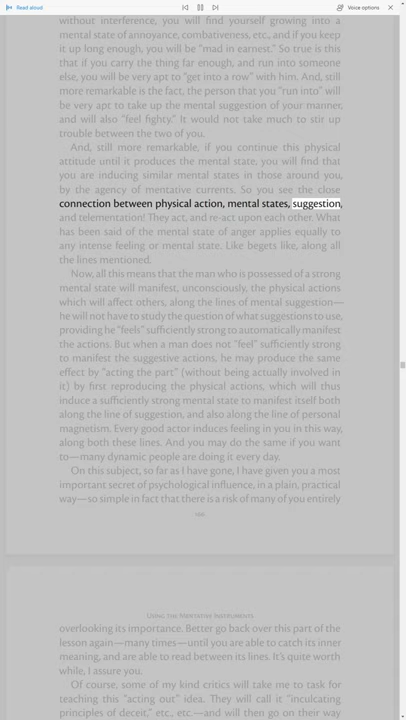 Read aloud
Voice options
without interference, you will find yourself growing into a
mental state of annoyance, combativeness, etc., and if you keep
it up long enough, you will be "mad in earnest." So true is this
that if you carry the thing far enough, and run into someone
else, you will be very apt to "get into a row" with him. And, still
more remarkable is the fact, the person that you "run into" will
be very apt to take up the mental suggestion of your manner,
and will also "feel fighty." It would not take much to stir up
trouble between the two of you.
And, still more remarkable, if you continue this physical
attitude until it produces the mental state, you will find that
you are inducing similar mental states in those around you,
by the agency of mentative currents. So you see the close
connection between physical action, mental states, suggestion,
and telementation! They act, and re-act upon each other. What
has been said of the mental state of anger applies equally to
any intense feeling or mental state. Like begets like, along all
the lines mentioned.
Now, all this means that the man who is possessed of a strong
mental state will manifest, unconsciously, the physical actions
which will affect others, along the lines of mental suggestion—
he will not have to study the question of what suggestions to use,
providing he "feels" sufficiently strong to automatically manifest
the actions. But when a man does not "feel" sufficiently strong
to manifest the suggestive actions, he may produce the same
effect by "acting the part" (without being actually involved in
it) by first reproducing the physical actions, which will thus
induce a sufficiently strong mental state to manifest itself both
along the line of suggestion, and also along the line of personal
magnetism. Every good actor induces feeling in you in this way,
along both these lines. And you may do the same if you want
to—many dynamic people are doing it every day.
On this subject, so far as I have gone, I have given you a most
important secret of psychological influence, in a plain, practical
way—so simple in fact that there is a risk of many of you entirely
Using the Mentative Instruments
overlooking its importance. Better go back over this part of the
lesson again—many times—until you are able to catch its inner
meaning, and are able to read between its lines. It's quite worth
while, I assure you.
Of course, some of my kind critics will take me to task for
teaching this "acting out" idea. They will call it "inculcating
principles of deceit," etc., etc.—and will then go on their way